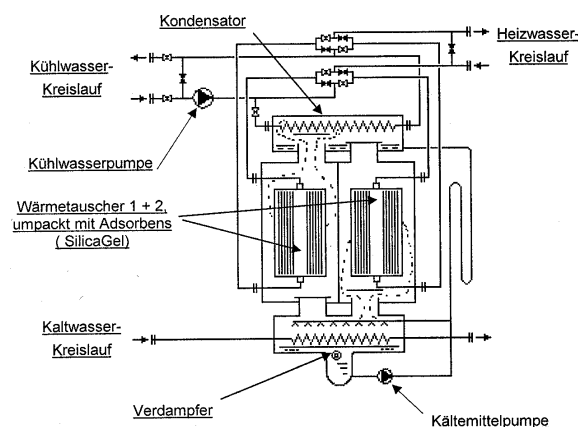 Kondensator
Heizwasser-
Kreislauf
Kühlwasser-
Kreislauf
Kühlwasserpumpe
Wärmetauscher 1 + 2,
umpackt mit Adsorbens
( SilicaGel)
Kaltwasser-
Kreislauf
Verdampfer
Kältemittelpumpe